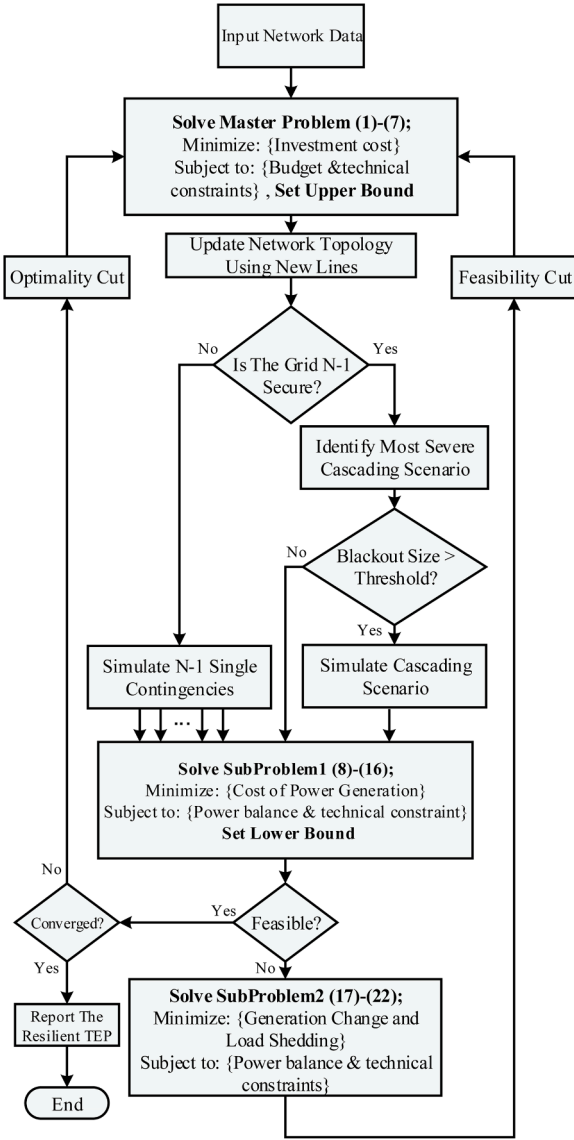 Input Network Data
Solve Master Problem (1)-(7);
Minimize: {Investment cost}
Subject to: {Budget &technical
constraints} , Set Upper Bound
Update Network Topology
Using New Lines
Optimality Cut
Feasibility Cut
No
Yes
Is The Grid N-1
Secure?
Identify Most Severe
Cascading Scenario
No
Blackout Size >
Threshold?
Yes
Simulate N-1 Single
Contingencies
Simulate Cascading
Scenario
...
Solve SubProblem1 (8)-(16);
Minimize: {Cost of Power Generation}
Subject to: {Power balance & technical constraint}
Set Lower Bound
No
Converged?
Yes
Feasible?
Yes
No
Report The
Resilient TEP
End
Solve SubProblem2 (17)-(22);
Minimize: {Generation Change and
Load Shedding}
Subject to: {Power balance & technical
constraints}